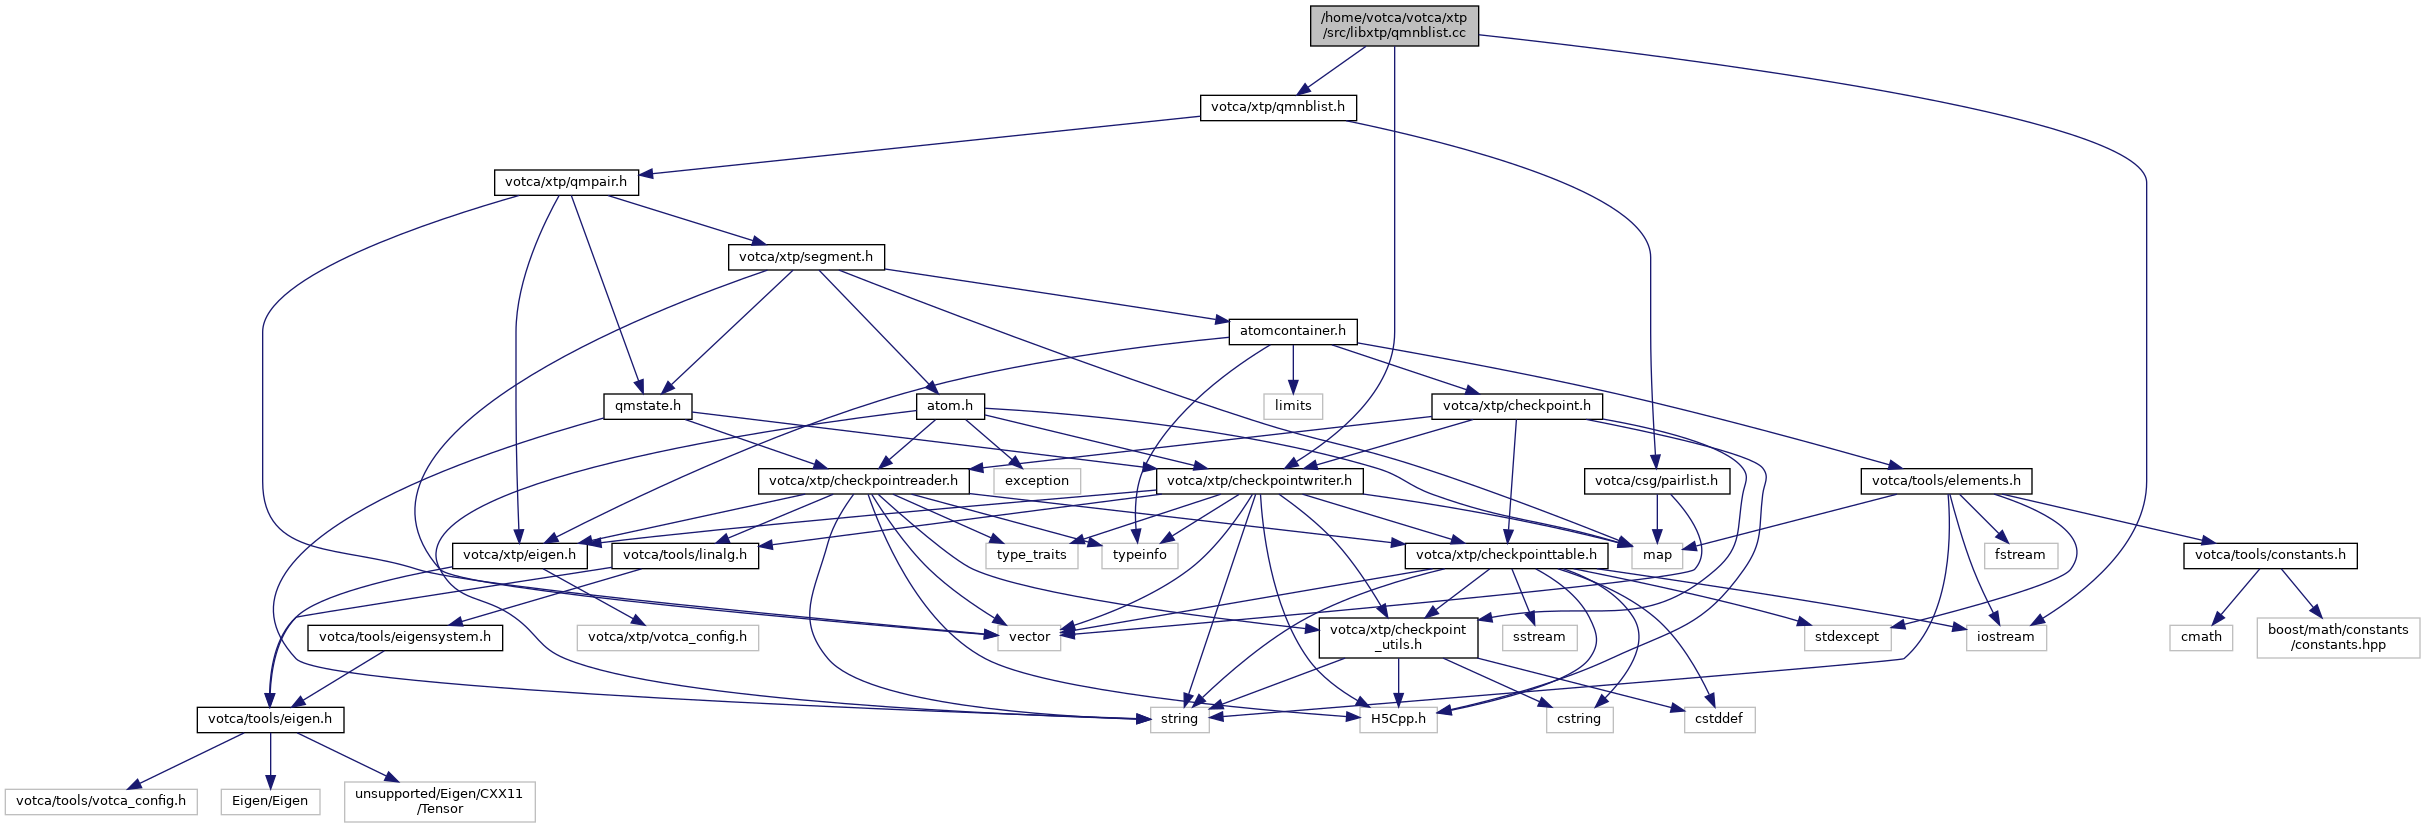 /home/votca/votca/xtp
/src/libxtp/qmnblist.cc
votca/xtp/qmnblist.h
votca/xtp/qmpair.h
votca/xtp/segment.h
atomcontainer.h
qmstate.h
atom.h
limits
votca/xtp/checkpoint.h
votca/xtp/checkpointreader.h
exception
votca/xtp/checkpointwriter.h
votca/csg/pairlist.h
votca/tools/elements.h
votca/xtp/eigen.h
votca/tools/linalg.h
type_traits
typeinfo
votca/xtp/checkpointtable.h
map
fstream
votca/tools/constants.h
votca/tools/eigensystem.h
votca/xtp/votca_config.h
vector
votca/xtp/checkpoint
_utils.h
sstream
stdexcept
iostream
cmath
boost/math/constants
/constants.hpp
votca/tools/eigen.h
string
H5Cpp.h
cstring
cstddef
votca/tools/votca_config.h
Eigen/Eigen
unsupported/Eigen/CXX11
/Tensor